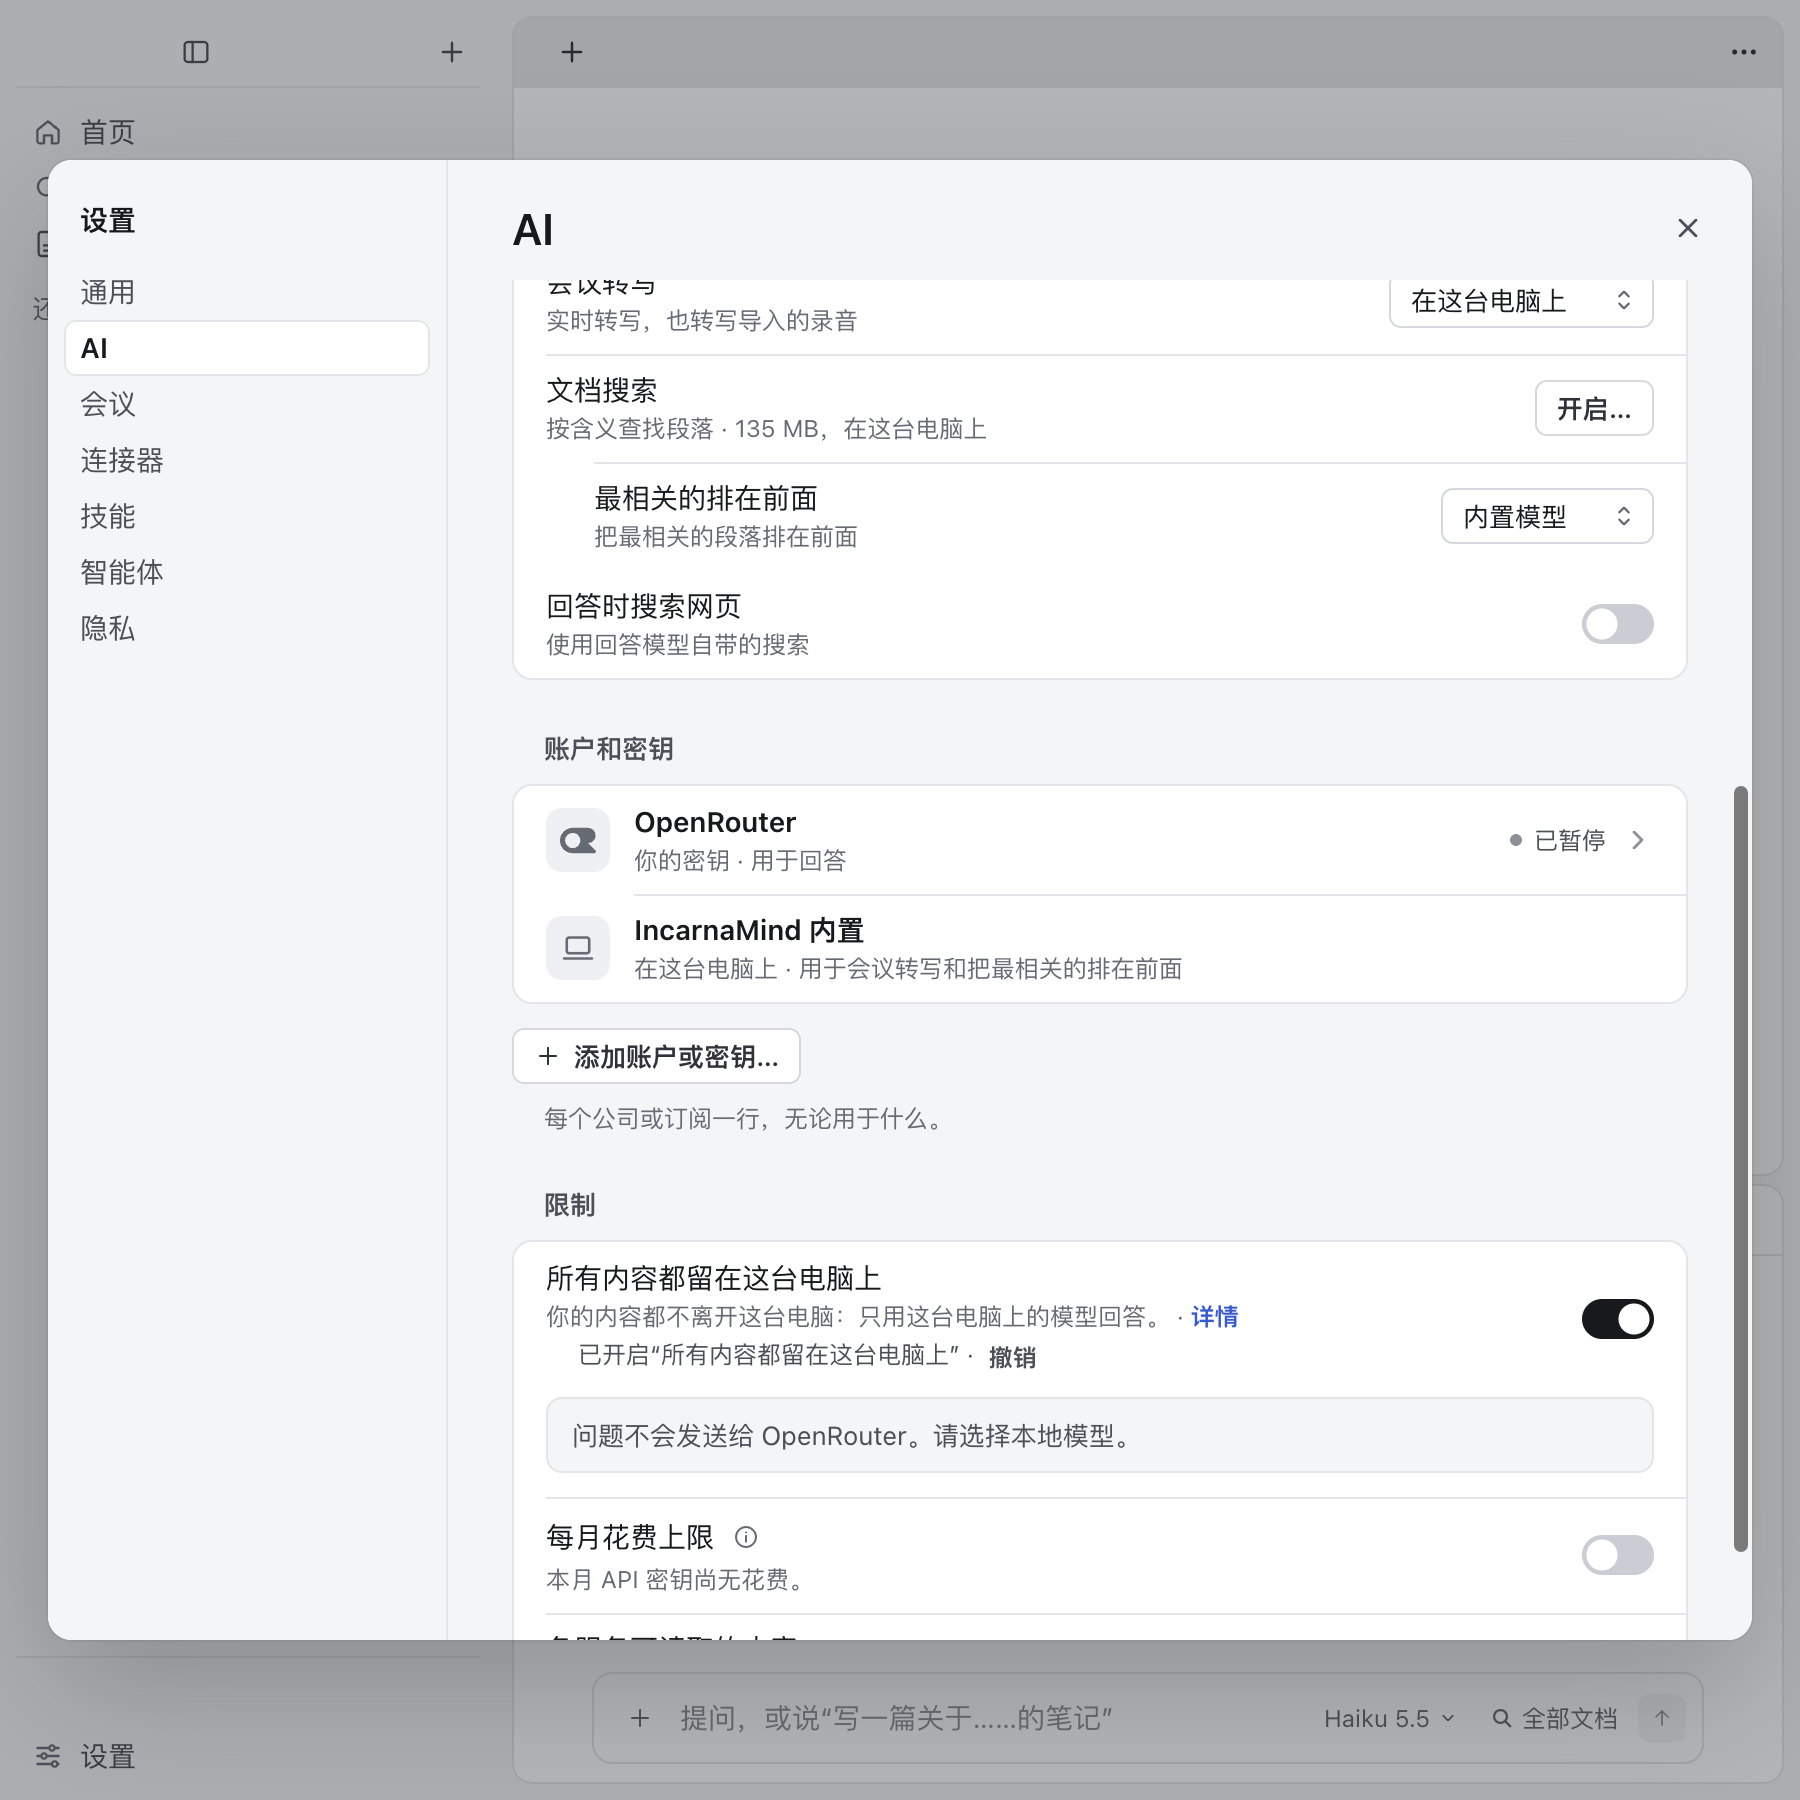 首页
设置
通用
AI
会议
连接器
技能
智能体
隐私
AI
会议转写
实时转写，也转写导入的录音
在这台电脑上
文档搜索
按含义查找段落 · 135 MB，在这台电脑上
开启...
最相关的排在前面
把最相关的段落排在前面
内置模型
回答时搜索网页
使用回答模型自带的搜索
账户和密钥
OpenRouter
你的密钥 · 用于回答
已暂停
IncarnaMind 内置
在这台电脑上 · 用于会议转写和把最相关的排在前面
添加账户或密钥...
每个公司或订阅一行，无论用于什么。
限制
所有内容都留在这台电脑上
你的内容都不离开这台电脑：只用这台电脑上的模型回答。 · 详情
已开启“所有内容都留在这台电脑上” · 撤销
问题不会发送给 OpenRouter。请选择本地模型。
每月花费上限
本月 API 密钥尚无花费。
提问，或说“写一篇关于……的笔记”
Haiku 5.5
全部文档
设置